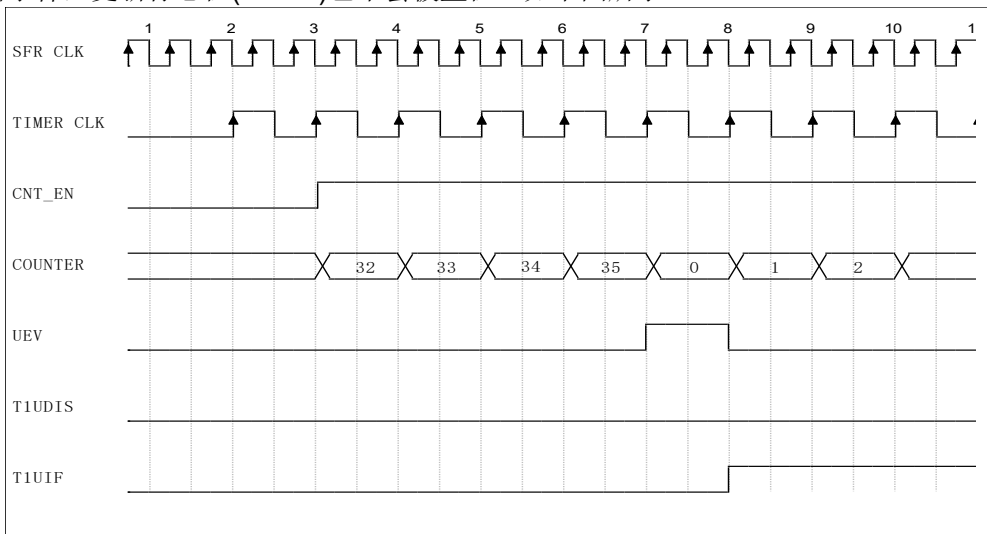 SFR CLK 1 2 3 4 5 6 7 8 9 10 1
TIMER CLK
CNT_EN
COUNTER 32 33 34 35 0 1 2
UEV
T1UDIS
T1UIF